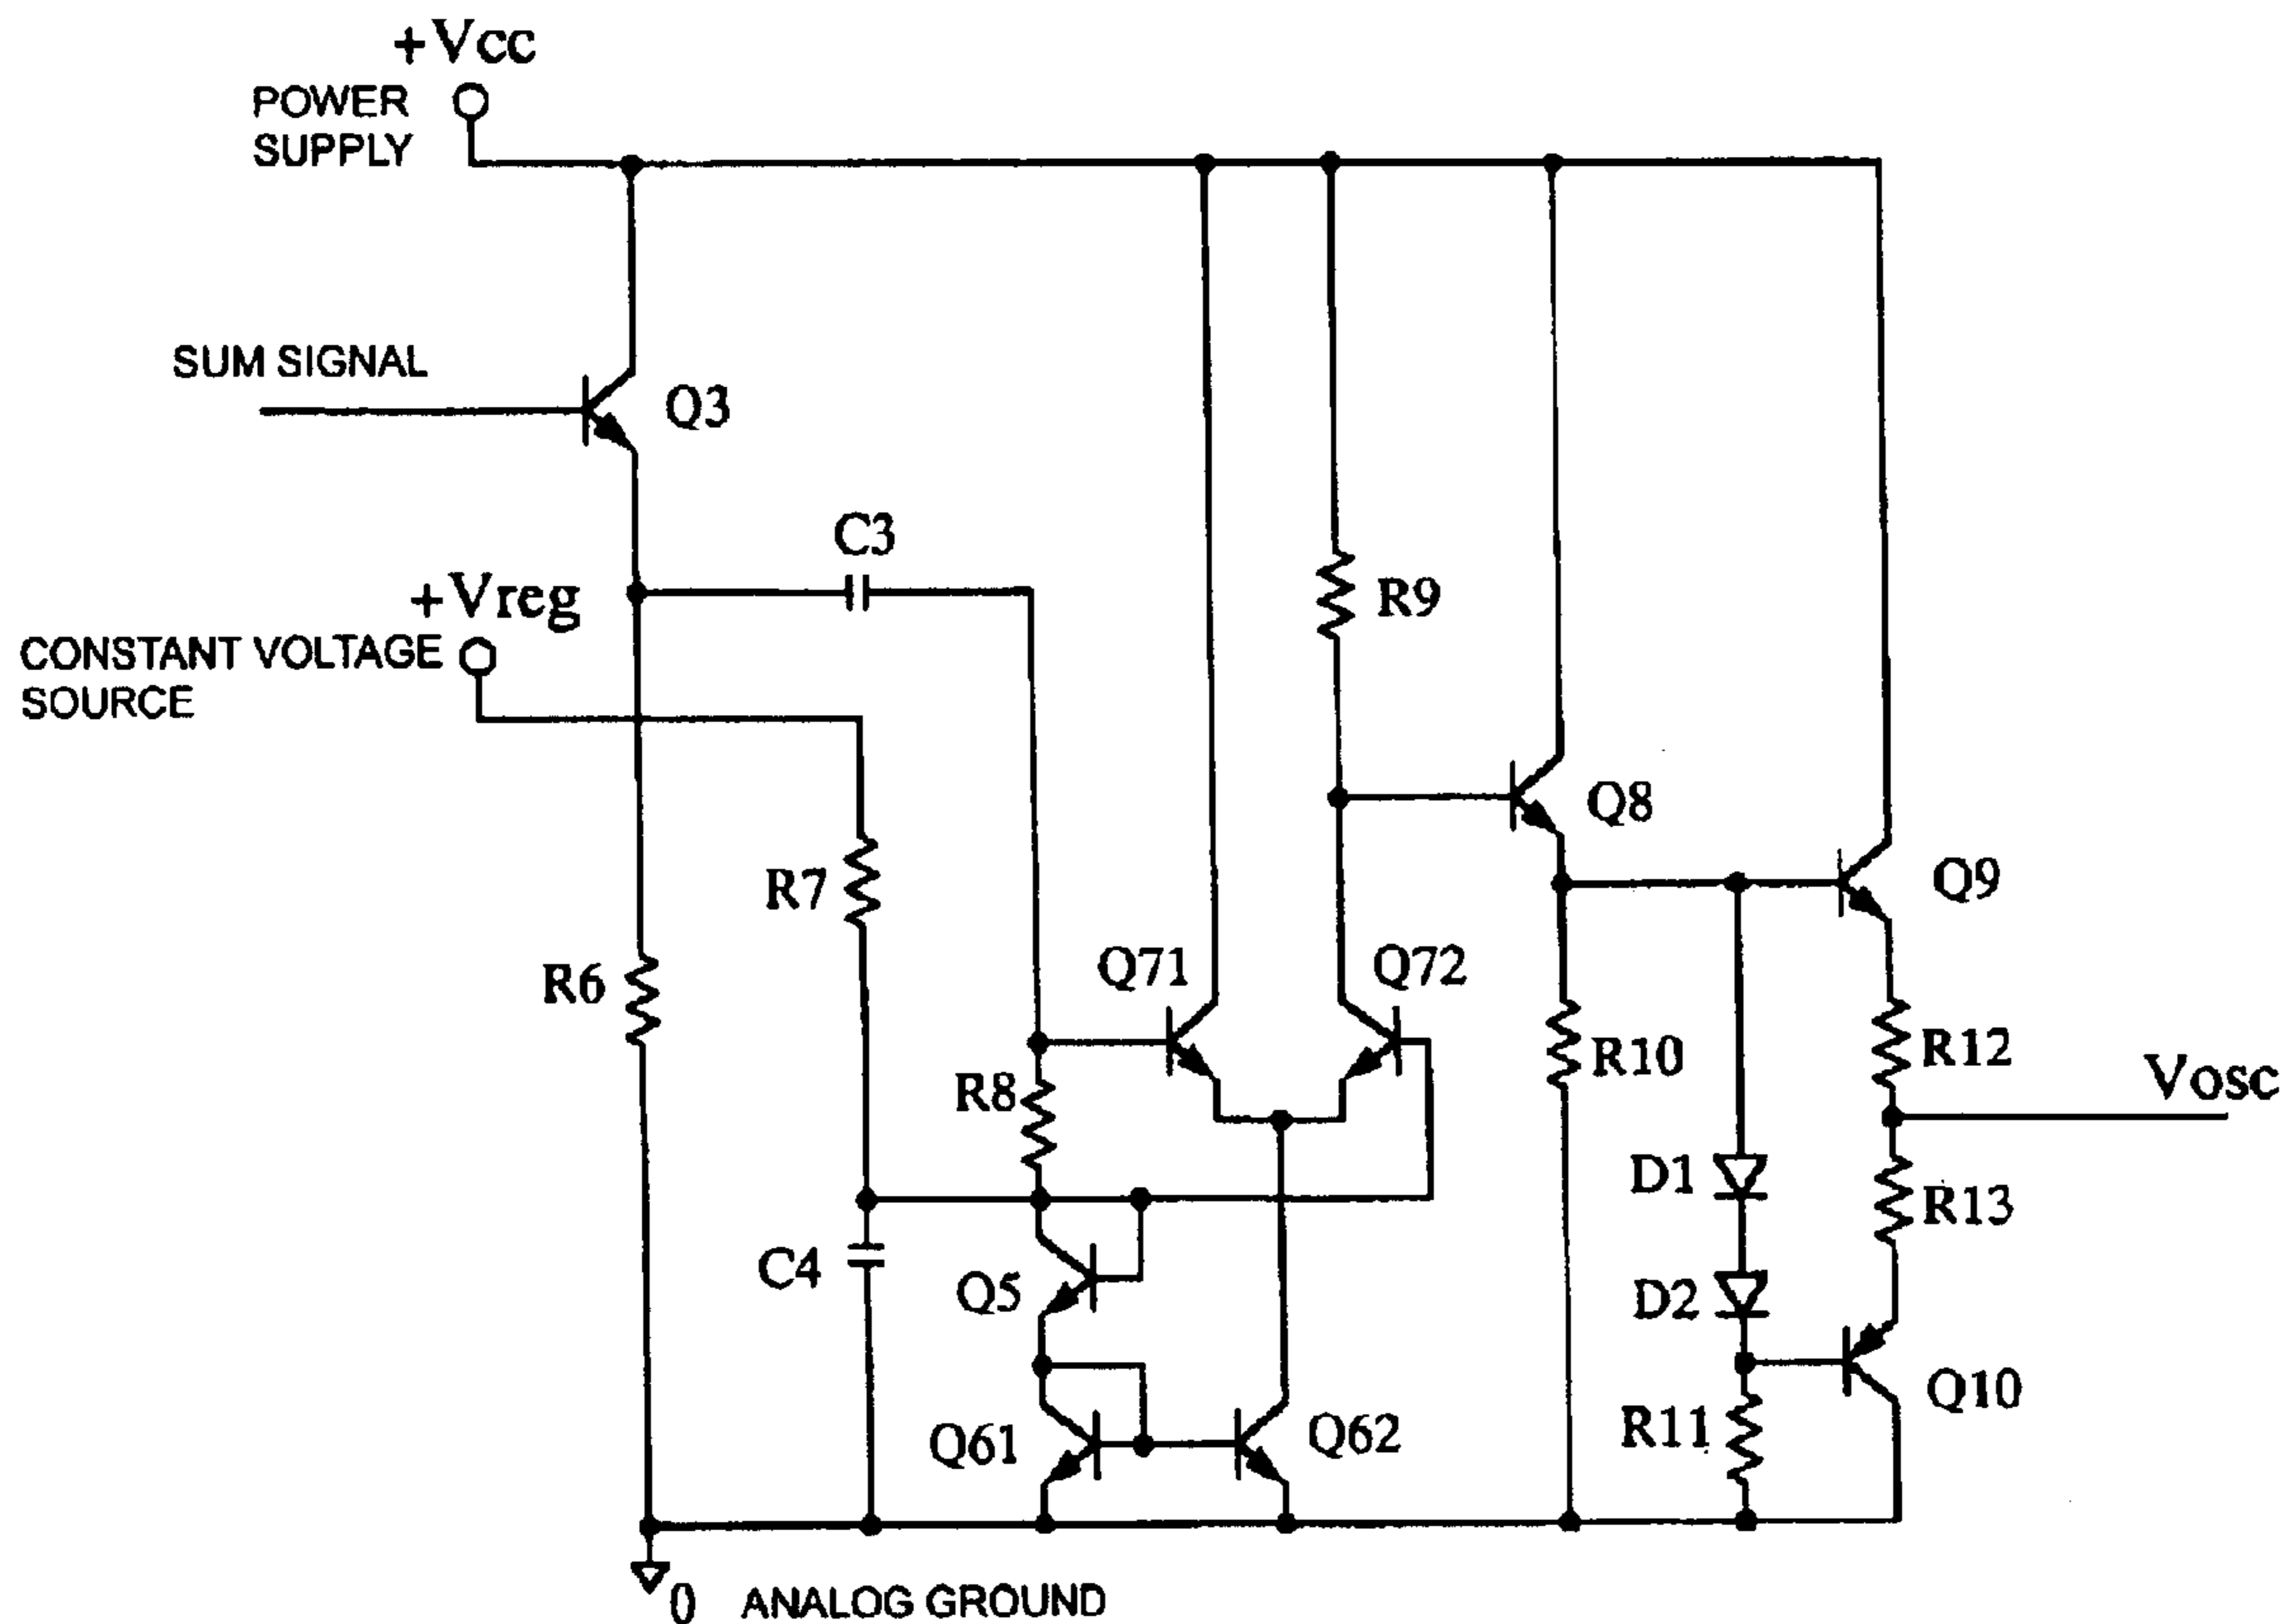 +Vcc
POWER
SUPPLY
SUM SIGNAL
Q3
C3
+Vreg
CONSTANT VOLTAGE
SOURCE
R9
Q8
R7
Q9
R6
Q71
Q72
R10
R12
Vosc
R8
D1
R13
C4
Q5
D2
Q10
Q61
Q62
R11
0
ANALOG GROUND